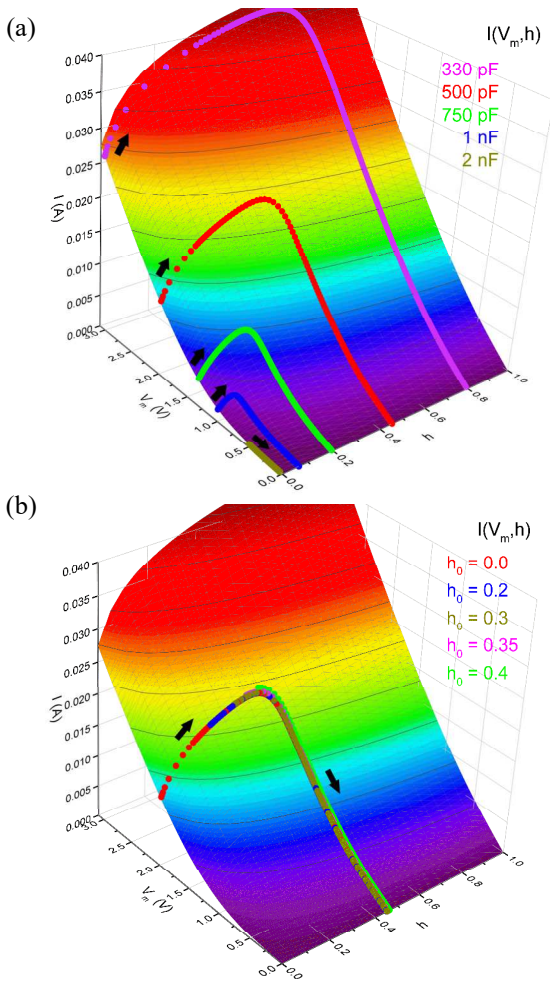 (a)
I(Vm,h)
330 pF
500 pF
750 pF
1 nF
2 nF
0.040
0.035
0.030
0.025
0.020
0.015
0.010
0.005
0.000
I (A)
3.0
2.5
2.0
1.5
1.0
0.5
0.0
Vm (V)
0.0
0.2
0.4
0.6
0.8
1.0
h
(b)
I(Vm,h)
h0 = 0.0
h0 = 0.2
h0 = 0.3
h0 = 0.35
h0 = 0.4
0.040
0.035
0.030
0.025
0.020
0.015
0.010
0.005
0.000
I (A)
3.0
2.5
2.0
1.5
1.0
0.5
0.0
Vm (V)
0.0
0.2
0.4
0.6
0.8
1.0
h